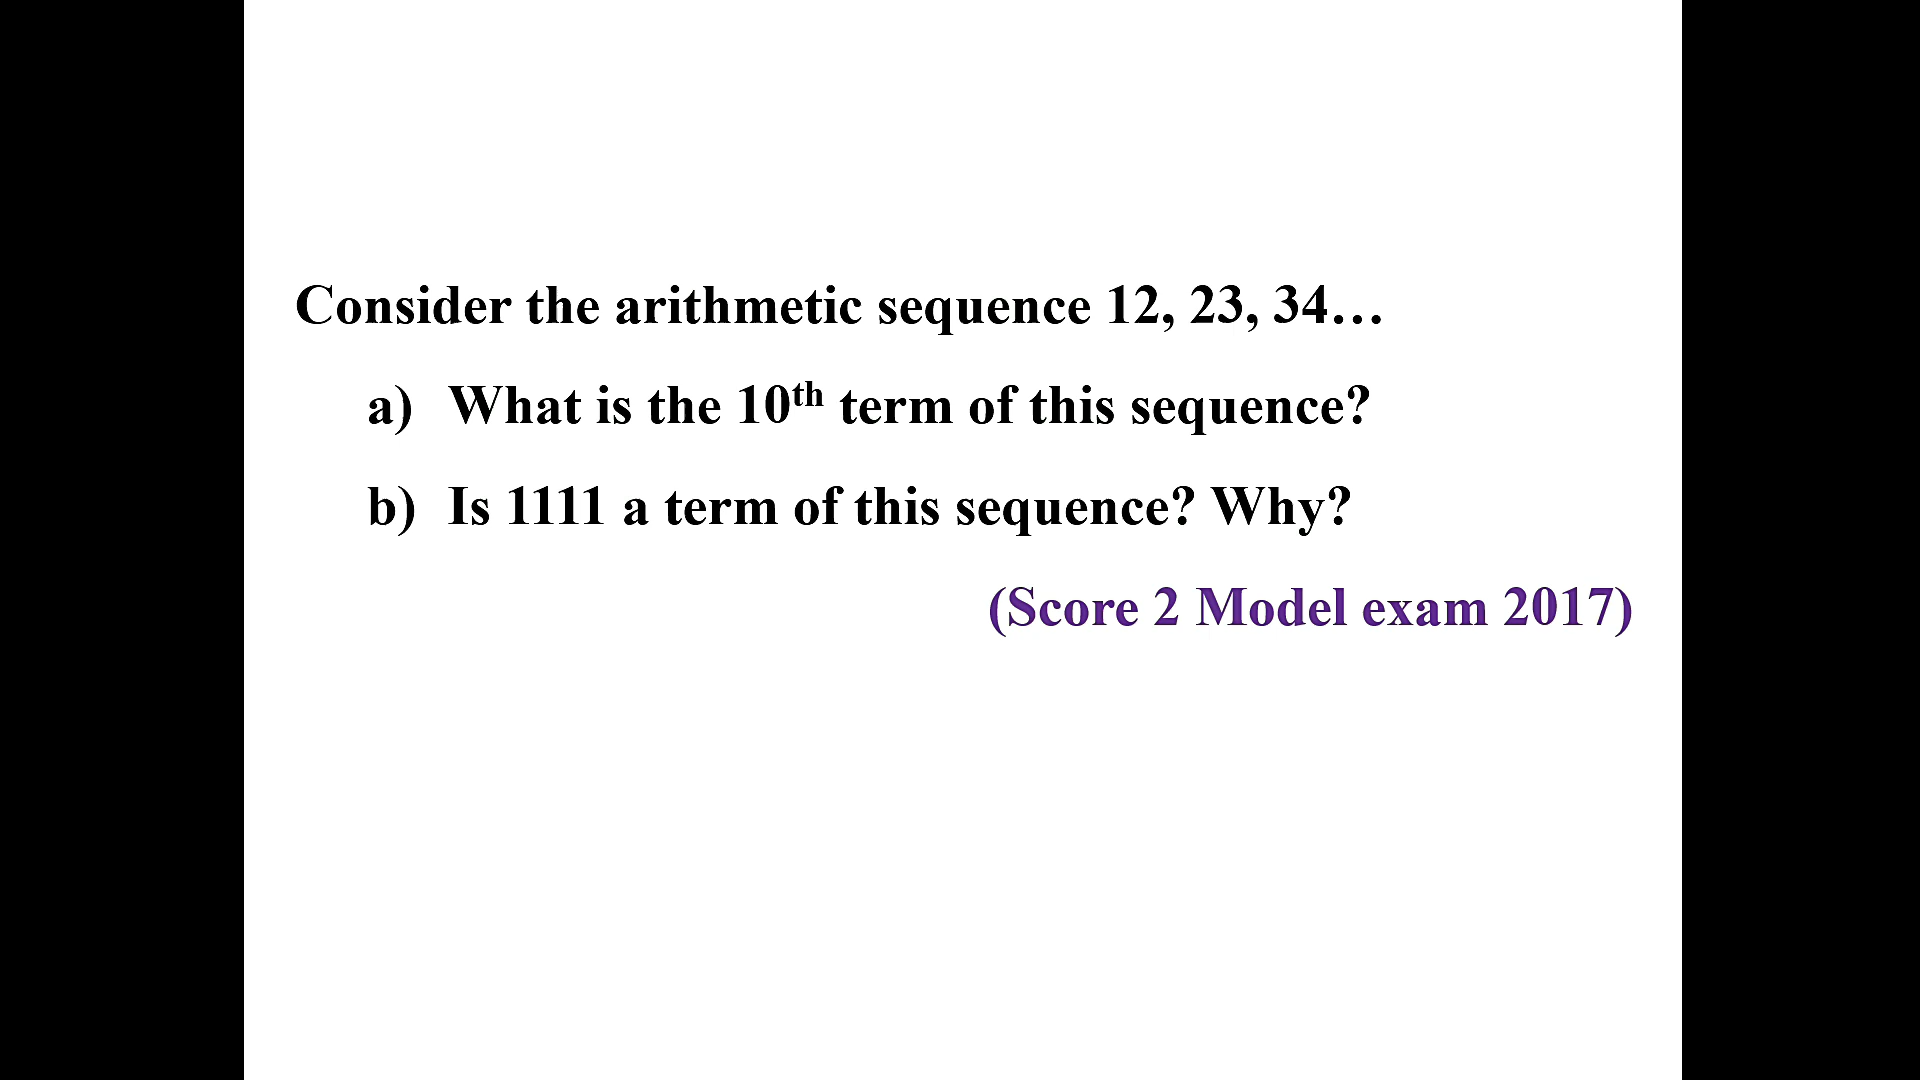 Consider the arithmetic sequence 12, 23, 34…
a) What is the 10th term of this sequence?
b) Is 1111 a term of this sequence? Why?
(Score 2 Model exam 2017)